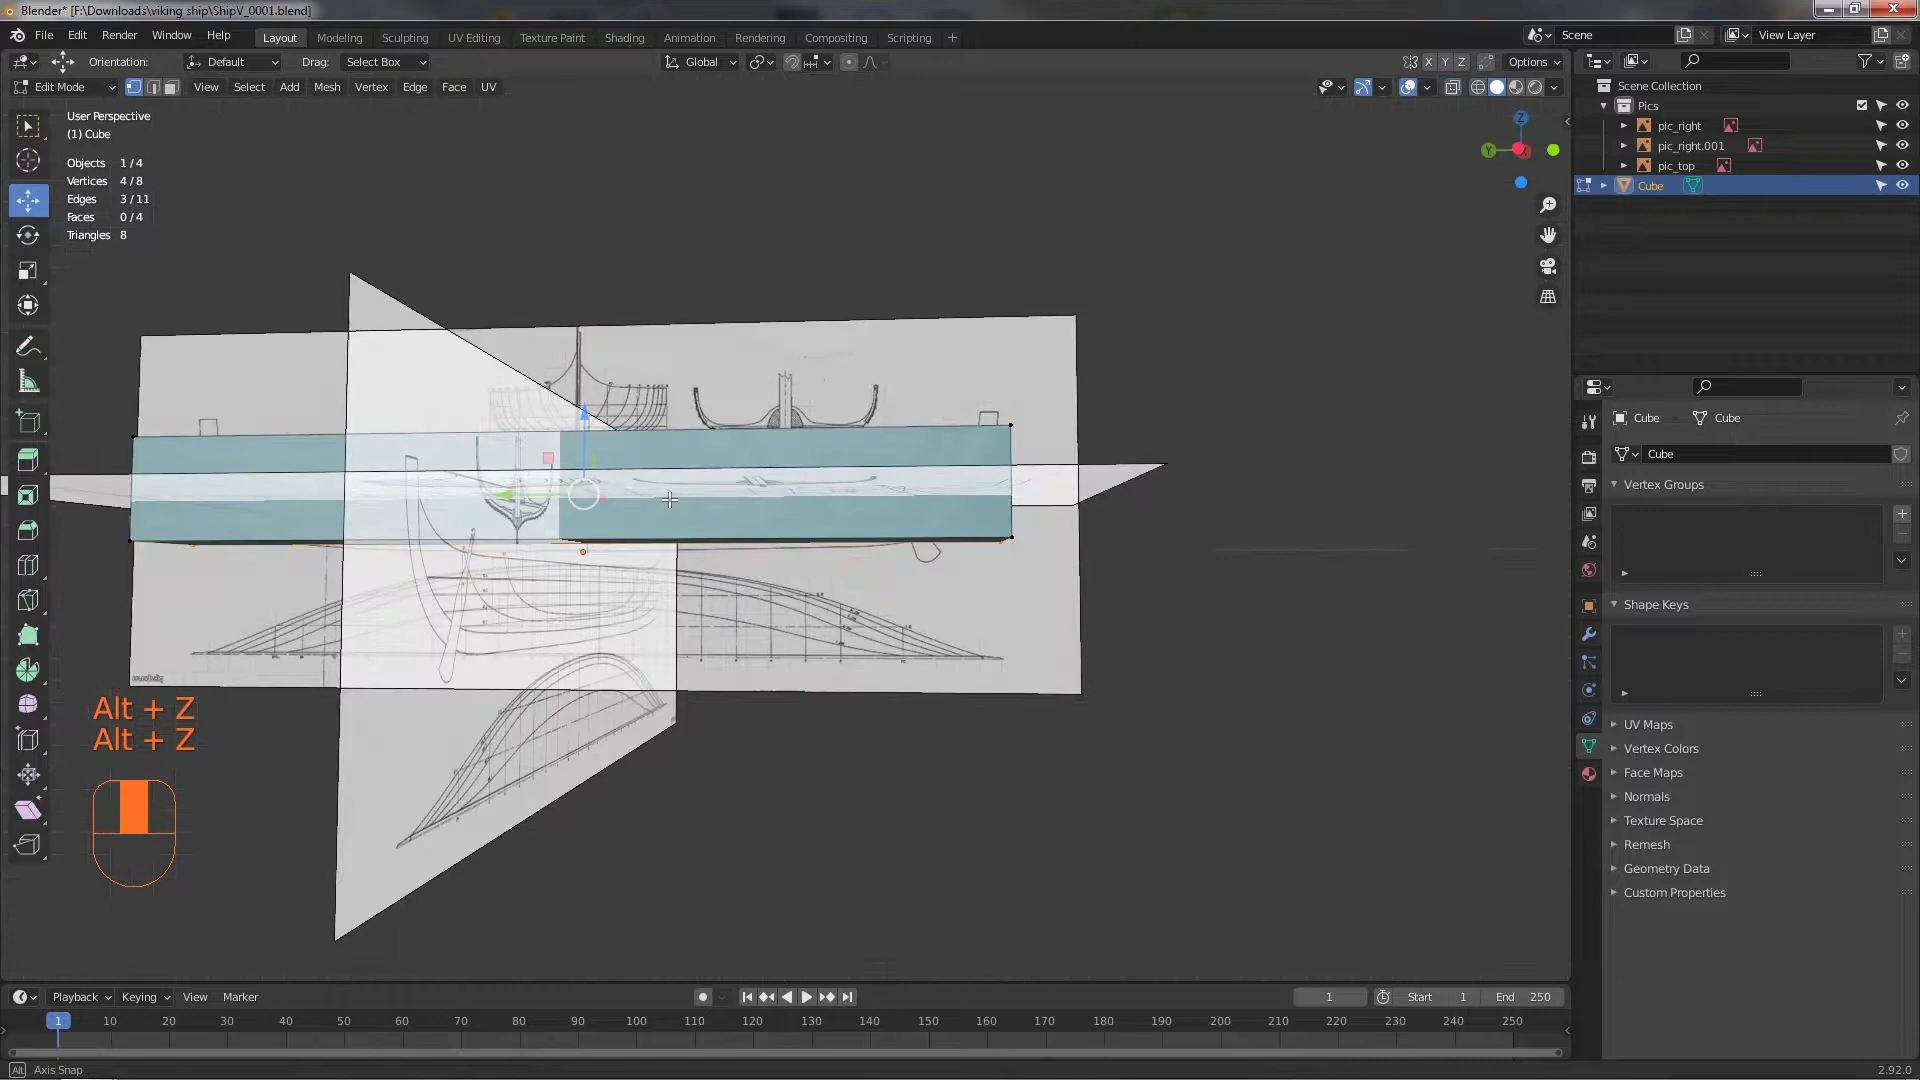 Blender* [F:\Downloads\viking ship\ShipV_0001.blend]
File Edit Render Window Help Layout Modeling Sculpting UV Editing Texture Paint Shading Animation Rendering Compositing Scripting + Scene View Layer
Orientation: Default Drag: Select Box Global X Y Z Options
Edit Mode View Select Add Mesh Vertex Edge Face UV
User Perspective
(1) Cube
Objects 1 / 4
Vertices 4 / 8
Edges 3 / 11
Faces 0 / 4
Triangles 8
Z
Y
X
Alt + Z
Alt + Z
Scene Collection
Pics
pic_right
pic_right.001
pic_top
Cube
Cube Cube
Cube
Vertex Groups
Shape Keys
UV Maps
Vertex Colors
Face Maps
Normals
Texture Space
Remesh
Geometry Data
Custom Properties
Playback Keying View Marker 1 Start 1 End 250
1 10 20 30 40 50 60 70 80 90 100 110 120 130 140 150 160 170 180 190 200 210 220 230 240 250
Alt Axis Snap 2.92.0